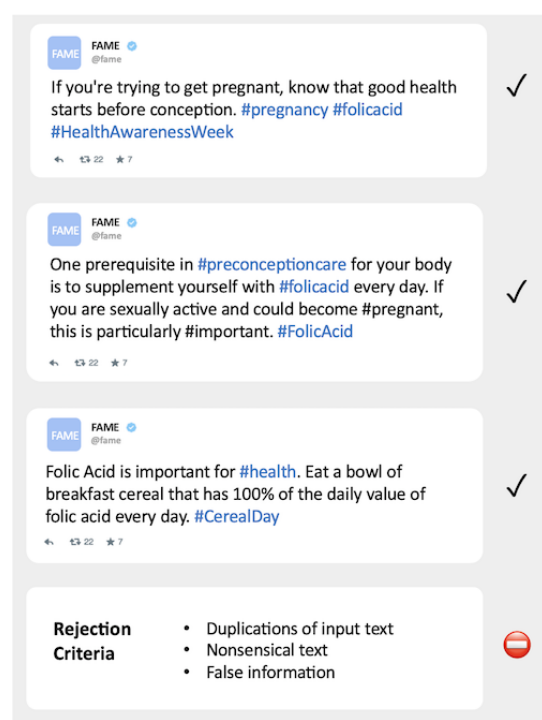 FAME
FAME
@fame
If you're trying to get pregnant, know that good health
starts before conception. #pregnancy #folicacid
#HealthAwarenessWeek
22 7
FAME
FAME
@fame
One prerequisite in #preconceptioncare for your body
is to supplement yourself with #folicacid every day. If
you are sexually active and could become #pregnant,
this is particularly #important. #FolicAcid
22 7
FAME
FAME
@fame
Folic Acid is important for #health. Eat a bowl of
breakfast cereal that has 100% of the daily value of
folic acid every day. #CerealDay
22 7
Rejection
Criteria
• Duplications of input text
• Nonsensical text
• False information